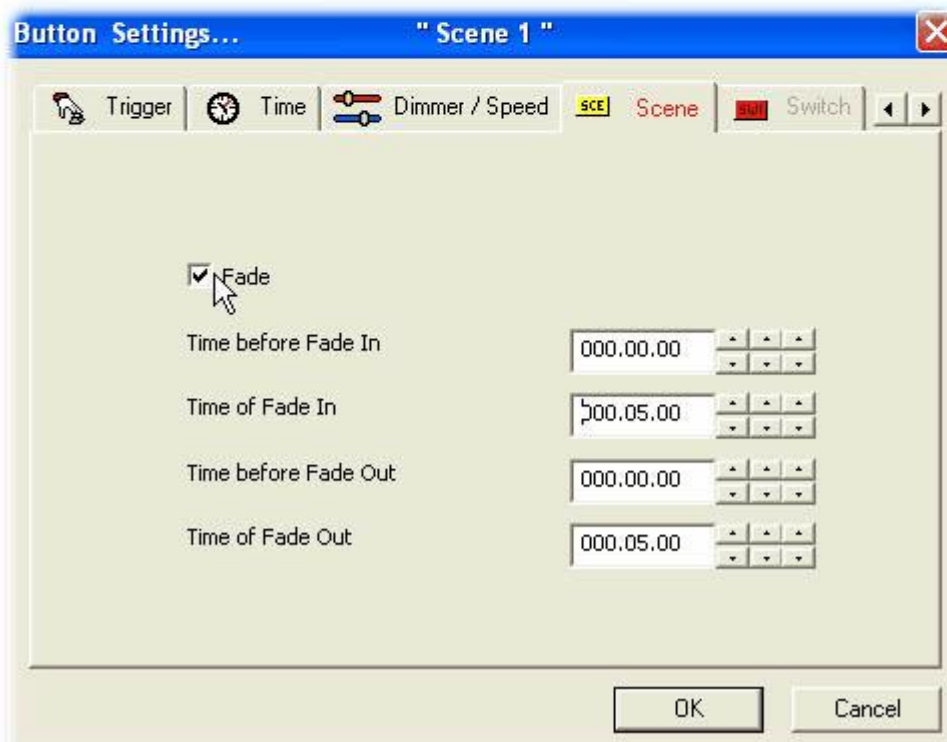 Button Settings... " Scene 1 "
Trigger Time Dimmer / Speed SCE Scene Switch
Fade
Time before Fade In 000.00.00
Time of Fade In 000.05.00
Time before Fade Out 000.00.00
Time of Fade Out 000.05.00
OK Cancel